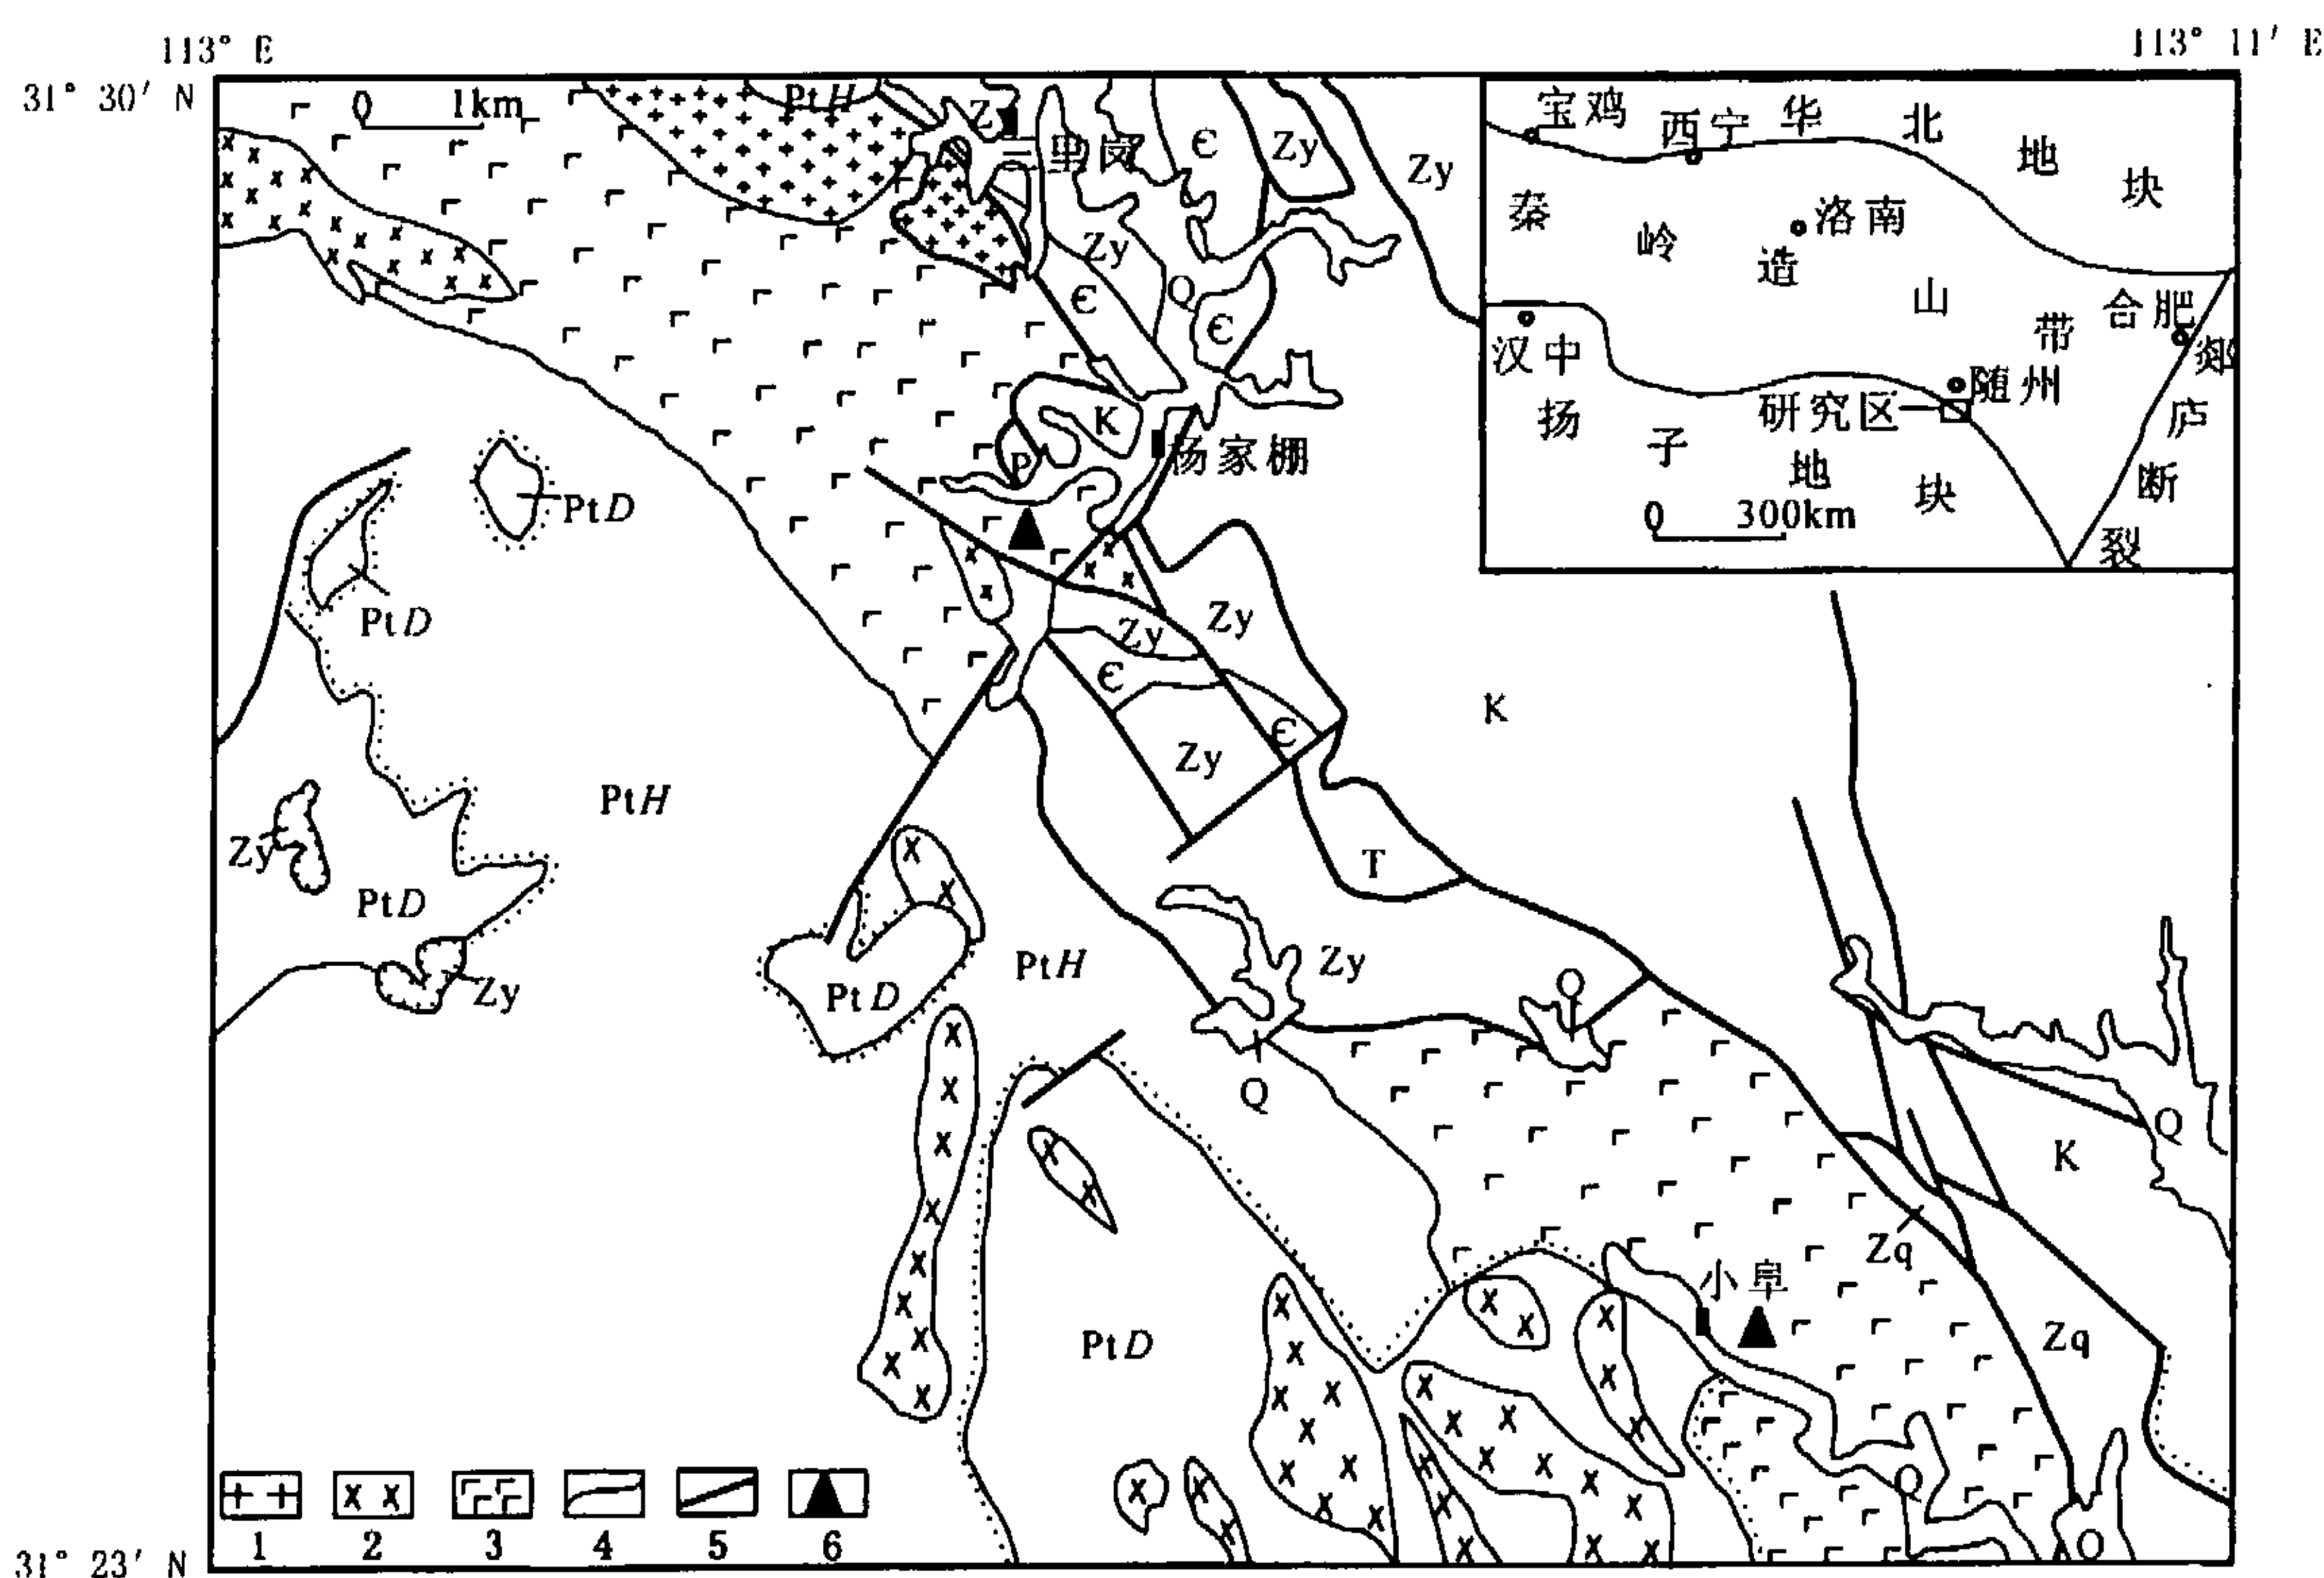 113° E
113° 11′ E
31° 30′ N
0 1km
PtH
Z
三里岗
Є
Zy
Zy
Zy
Є
Q
Є
K
P
杨家棚
PtD
PtD
Zy
Zy
Є
Є
Zy
K
T
PtH
Zy
PtD
Zy
PtH
PtD
Zy
Q
Q
K
Q
Zq
小阜
Zq
PtD
Q
Q
宝鸡
西宁
华北地块
秦岭造山带
洛南
合肥
汉中
随州
研究区
扬子地块
郯庐断裂
0 300km
1 2 3 4 5 6
31° 23′ N